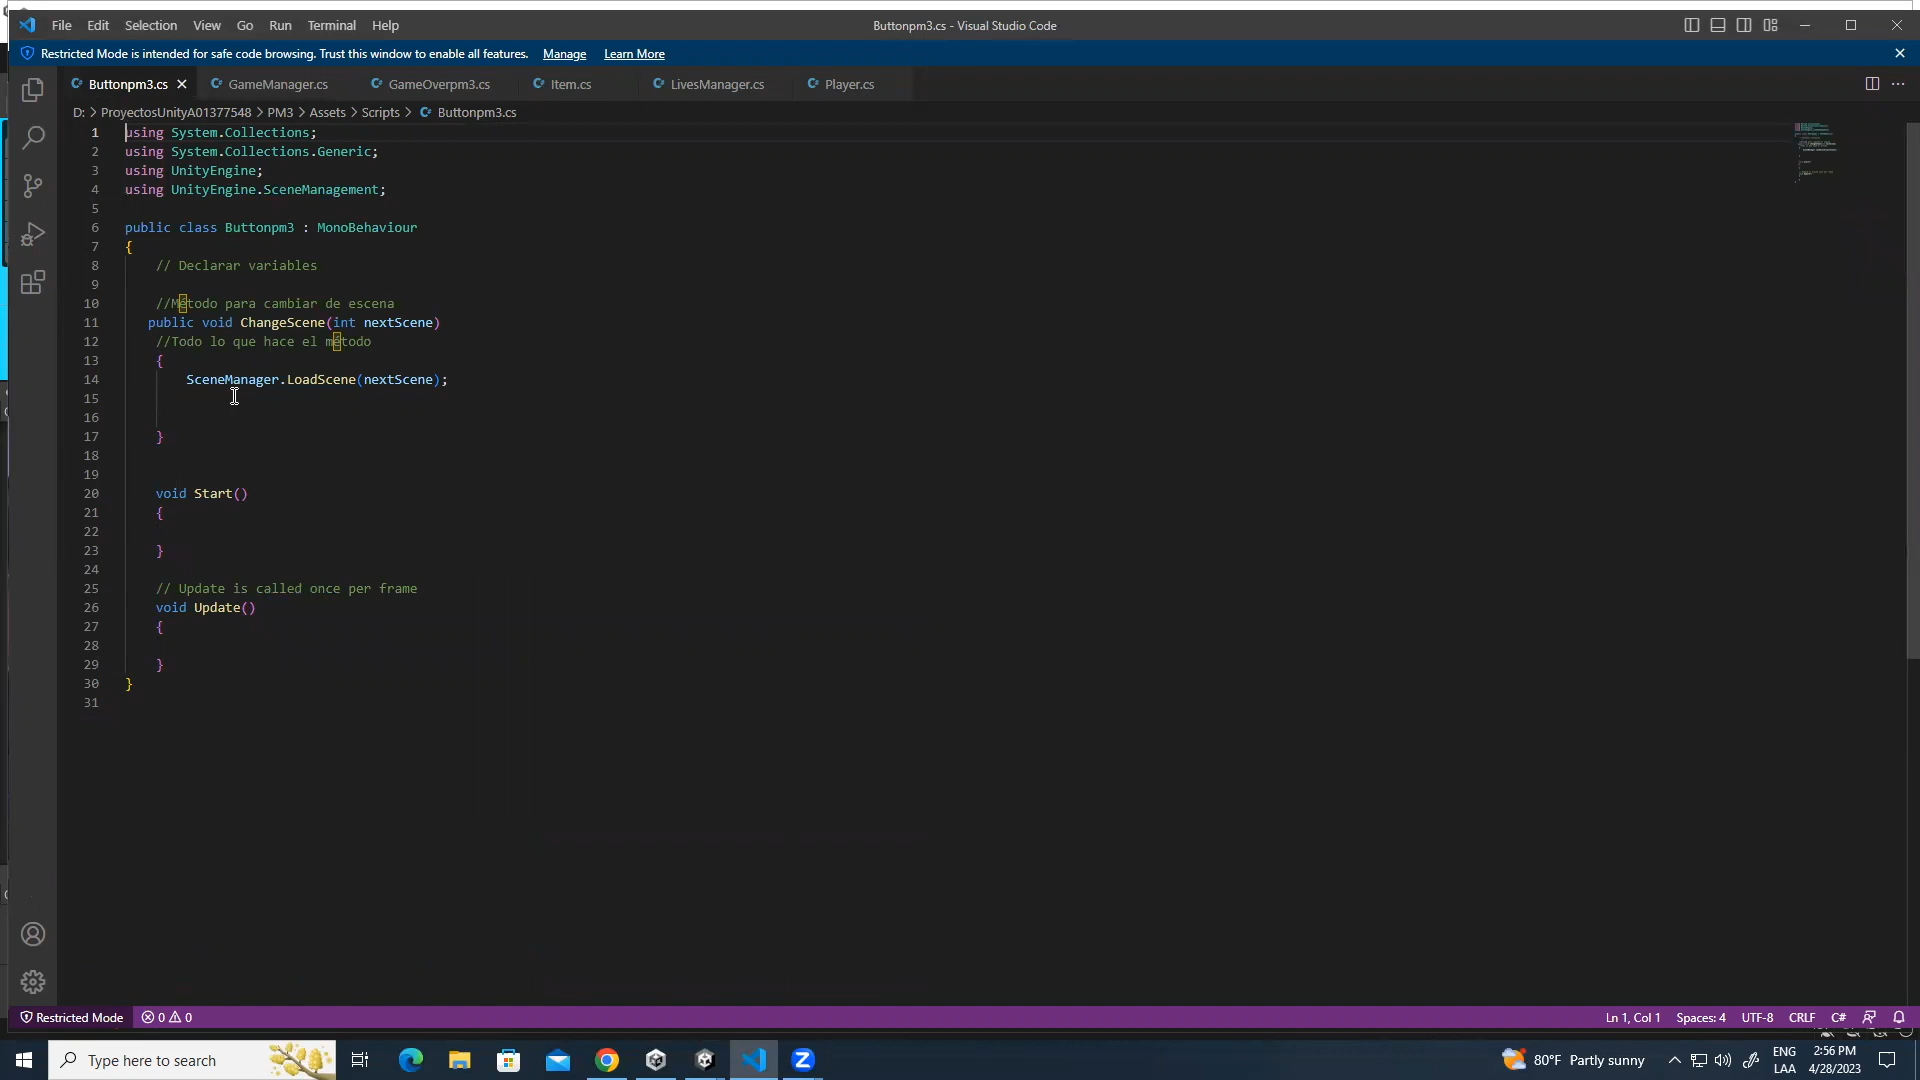 File Edit Selection View Go Run Terminal Help
Buttonpm3.cs - Visual Studio Code
Restricted Mode is intended for safe code browsing. Trust this window to enable all features. Manage Learn More
Buttonpm3.cs GameManager.cs GameOverpm3.cs Item.cs LivesManager.cs Player.cs
D: > ProyectosUnityA01377548 > PM3 > Assets > Scripts > Buttonpm3.cs
1 using System.Collections;
2 using System.Collections.Generic;
3 using UnityEngine;
4 using UnityEngine.SceneManagement;
5
6 public class Buttonpm3 : MonoBehaviour
7 {
8 // Declarar variables
9
10 //Método para cambiar de escena
11 public void ChangeScene(int nextScene)
12 //Todo lo que hace el método
13 {
14 SceneManager.LoadScene(nextScene);
15
16
17 }
18
19
20 void Start()
21 {
22
23 }
24
25 // Update is called once per frame
26 void Update()
27 {
28
29 }
30 }
31
Restricted Mode 0 0 Ln 1, Col 1 Spaces: 4 UTF-8 CRLF C#
Type here to search
80°F Partly sunny
ENG
LAA
2:56 PM
4/28/2023